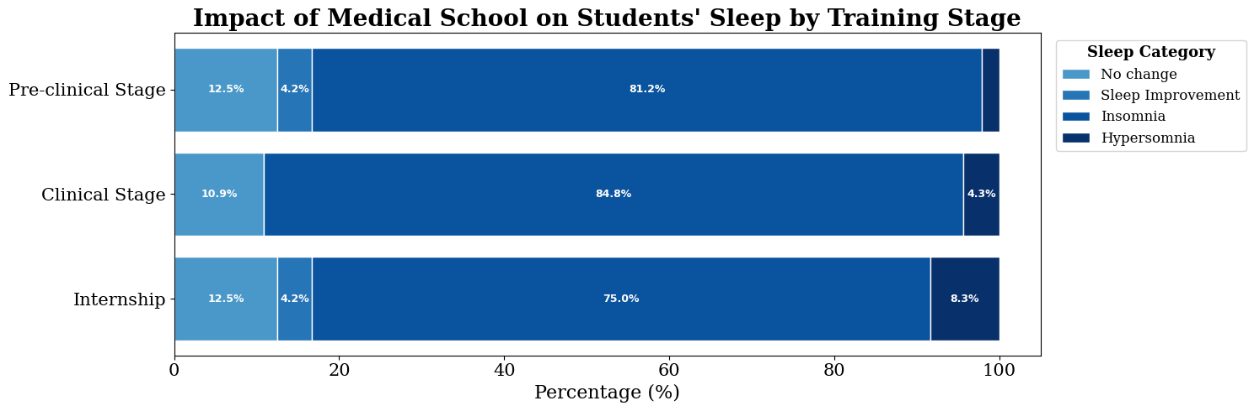 Impact of Medical School on Students' Sleep by Training Stage
Sleep Category
No change
Sleep Improvement
Insomnia
Hypersomnia
Pre-clinical Stage
12.5% 4.2% 81.2%
Clinical Stage
10.9% 84.8% 4.3%
Internship
12.5% 4.2% 75.0% 8.3%
0 20 40 60 80 100
Percentage (%)